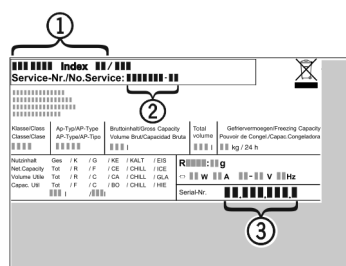 1
Index /
Service-Nr./No.Service: -
2
Klasse/Class Ap-Typ/AP-Type Bruttoinhalt/Gross Capacity Total Gefriervermoegen/Freezing Capacity
Classe/Clase AP-Type/AP-Tipo Volume Brut/Capacidad Bruta volume Pouvoir de Congel./Capac.Congeladora
l l kg / 24 h
Nutzinhalt Ges / K / G / KE / KALT / EIS
Net Capacity Tot / R / F / CE / CHILL / ICE
Volume Utile Tot / R / C / CA / CHILL / GLA
Capac. Util Tot / R / C / BO / CHILL / HIE
l / l
R : g
W A - V Hz
Serial-Nr. . . .
3